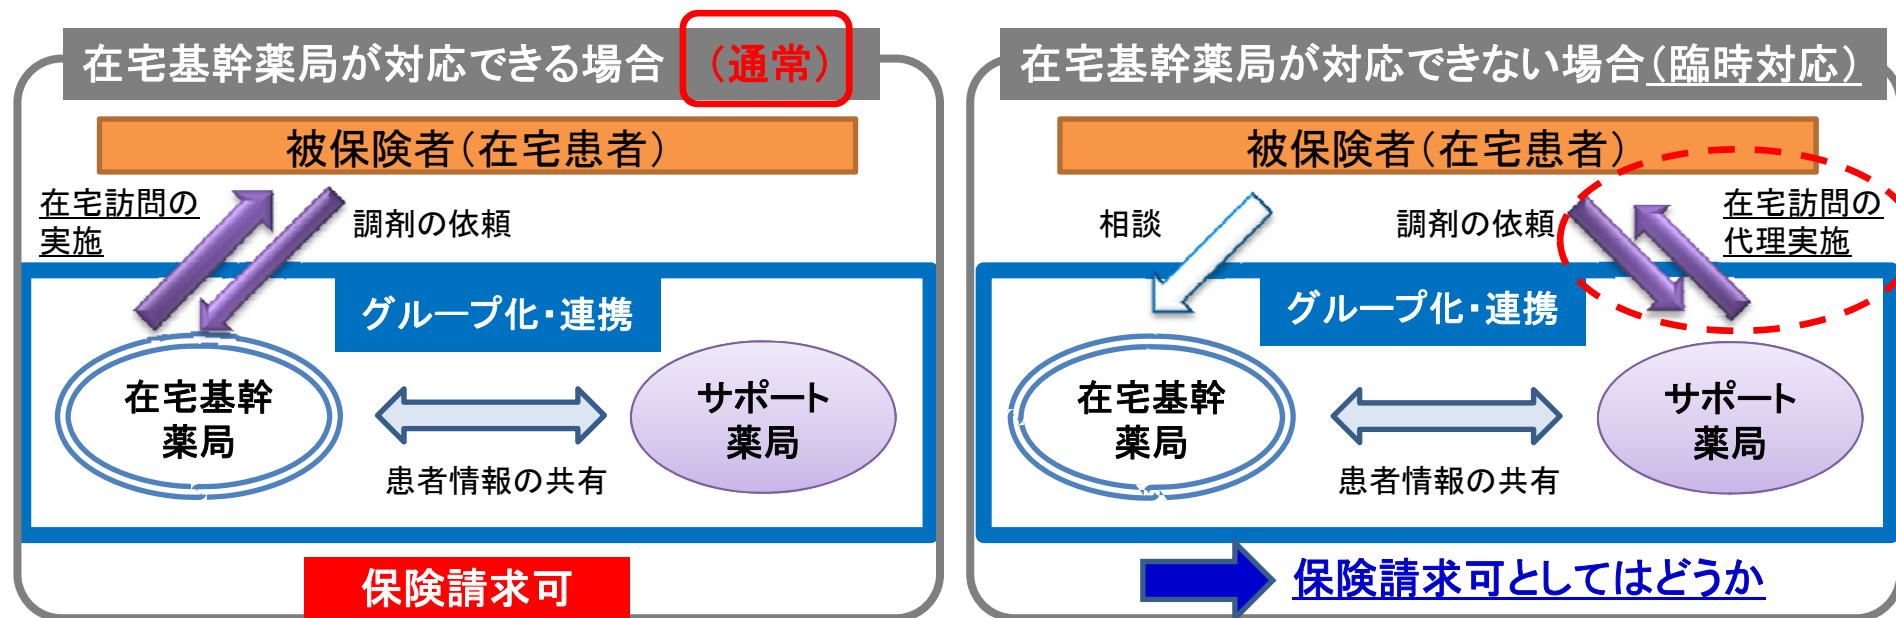 在宅基幹薬局が対応できる場合（通常）
被保険者（在宅患者）
在宅訪問の
実施
調剤の依頼
グループ化・連携
在宅基幹
薬局
サポート
薬局
患者情報の共有
保険請求可
在宅基幹薬局が対応できない場合（臨時対応）
被保険者（在宅患者）
相談
調剤の依頼
在宅訪問の
代理実施
グループ化・連携
在宅基幹
薬局
サポート
薬局
患者情報の共有
保険請求可としてはどうか